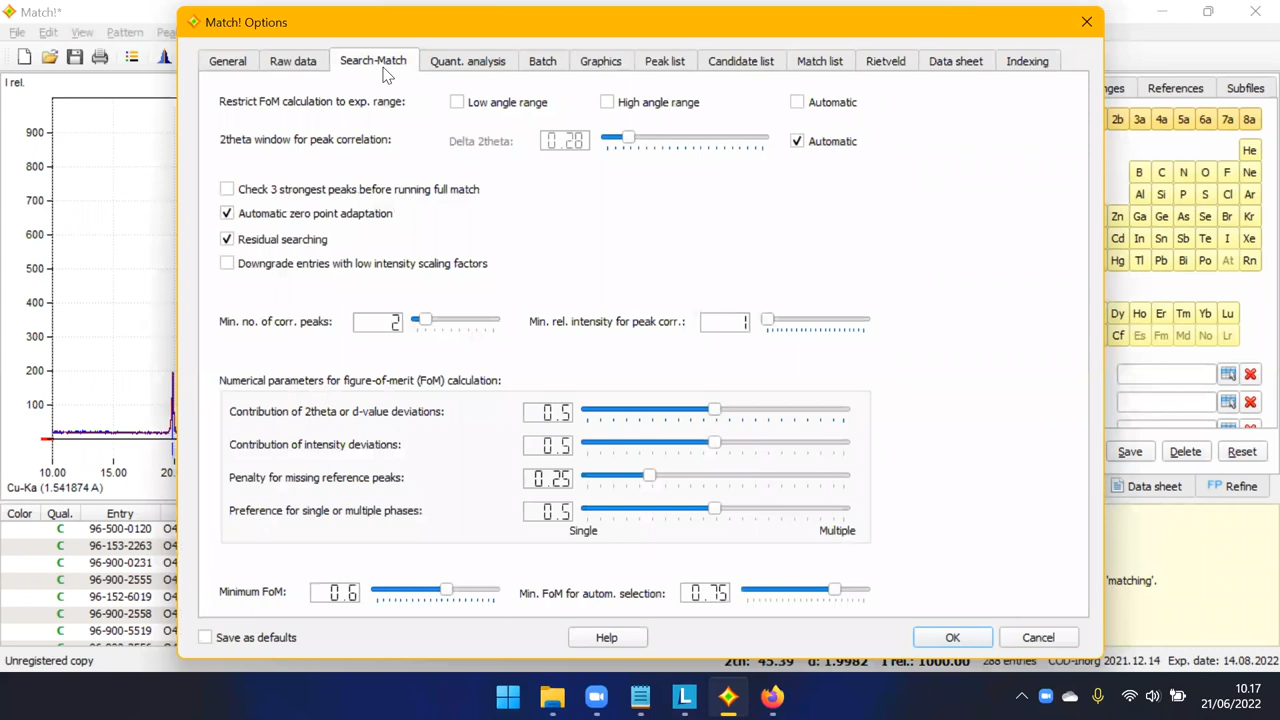 Match!*
Match! Options
File Edit View Pattern Pea
General Raw data Search-Match Quant. analysis Batch Graphics Peak list Candidate list Match list Rietveld Data sheet Indexing
I rel.
nges References Subfiles
Restrict FoM calculation to exp. range: Low angle range High angle range Automatic
2b 3a 4a 5a 6a 7a 8a
900
2theta window for peak correlation: Delta 2theta: 0.28 Automatic
He
800
B C N O F Ne
Check 3 strongest peaks before running full match
Al Si P S Cl Ar
700
Automatic zero point adaptation
Zn Ga Ge As Se Br Kr
600
Residual searching
Cd In Sn Sb Te I Xe
500
Downgrade entries with low intensity scaling factors
Hg Tl Pb Bi Po At Rn
400
Min. no. of corr. peaks: 2 Min. rel. intensity for peak corr.: 1
Dy Ho Er Tm Yb Lu
300
Cf Es Fm Md No Lr
200
Numerical parameters for figure-of-merit (FoM) calculation:
100
Contribution of 2theta or d-value deviations: 0.5
Contribution of intensity deviations: 0.5
Save Delete Reset
10.00 15.00 20.
Penalty for missing reference peaks: 0.25
Cu-Ka (1.541874 A)
Data sheet FP Refine
Preference for single or multiple phases: 0.5
Single Multiple
Color Qual. Entry
C 96-500-0120 O4
C 96-153-2263 O4
C 96-900-0231 O4
C 96-900-2555 O4
'matching'.
C 96-152-6019 O4
Minimum FoM: 0.6 Min. FoM for autom. selection: 0.75
C 96-900-2558 O4
C 96-900-5519 O4
Save as defaults Help OK Cancel
Unregistered copy
2th: 45.39 d: 1.9982 I rel.: 1000.00 288 entries COD-Inorg 2021.12.14 Exp. date: 14.08.2022
L
10.17
21/06/2022